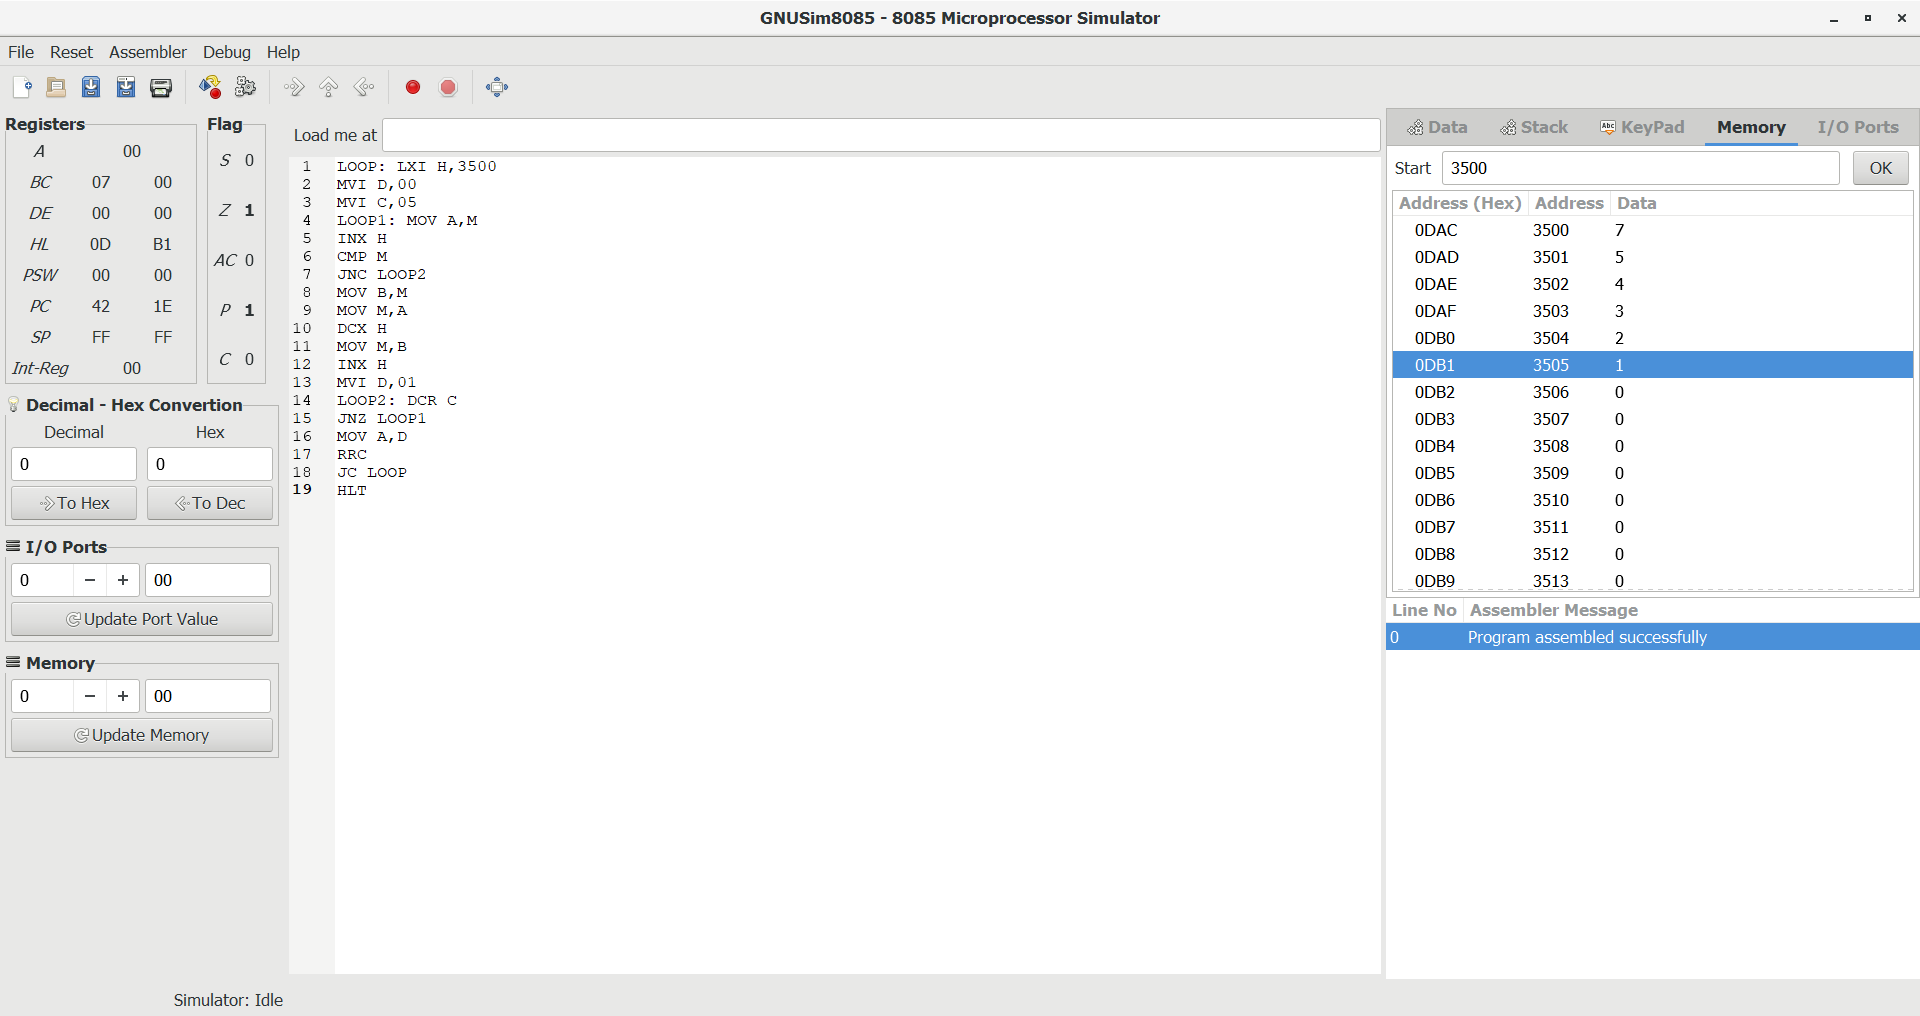 GNUSim8085 - 8085 Microprocessor Simulator
File Reset Assembler Debug Help
Registers
A 00
BC 07 00
DE 00 00
HL 0D B1
PSW 00 00
PC 42 1E
SP FF FF
Int-Reg 00
Flag
S 0
Z 1
AC 0
P 1
C 0
Decimal - Hex Convertion
Decimal Hex
0 0
To Hex To Dec
I/O Ports
0 − + 00
Update Port Value
Memory
0 − + 00
Update Memory
Load me at
1 LOOP: LXI H,3500
2 MVI D,00
3 MVI C,05
4 LOOP1: MOV A,M
5 INX H
6 CMP M
7 JNC LOOP2
8 MOV B,M
9 MOV M,A
10 DCX H
11 MOV M,B
12 INX H
13 MVI D,01
14 LOOP2: DCR C
15 JNZ LOOP1
16 MOV A,D
17 RRC
18 JC LOOP
19 HLT
Data Stack Abc KeyPad Memory I/O Ports
Start 3500 OK
Address (Hex) Address Data
0DAC 3500 7
0DAD 3501 5
0DAE 3502 4
0DAF 3503 3
0DB0 3504 2
0DB1 3505 1
0DB2 3506 0
0DB3 3507 0
0DB4 3508 0
0DB5 3509 0
0DB6 3510 0
0DB7 3511 0
0DB8 3512 0
0DB9 3513 0
Line No Assembler Message
0 Program assembled successfully
Simulator: Idle